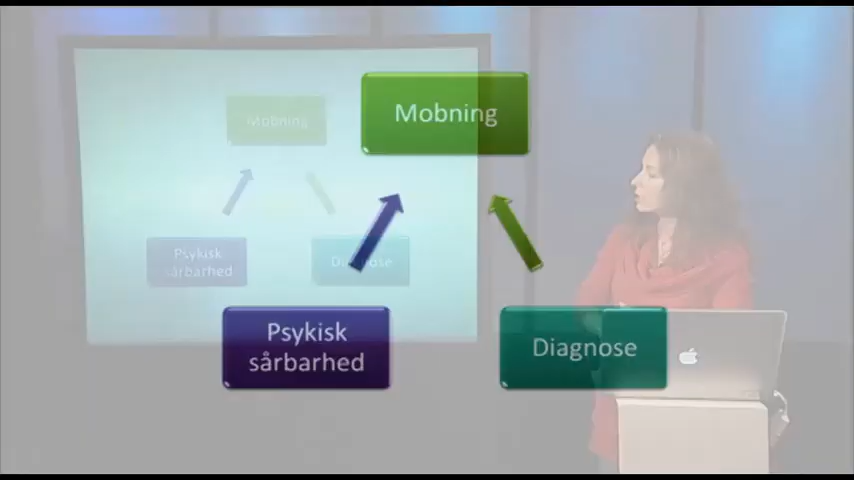 Mobning
Mobning
Psykisk
sårbarhed
Diagnose
Psykisk
sårbarhed
Diagnose